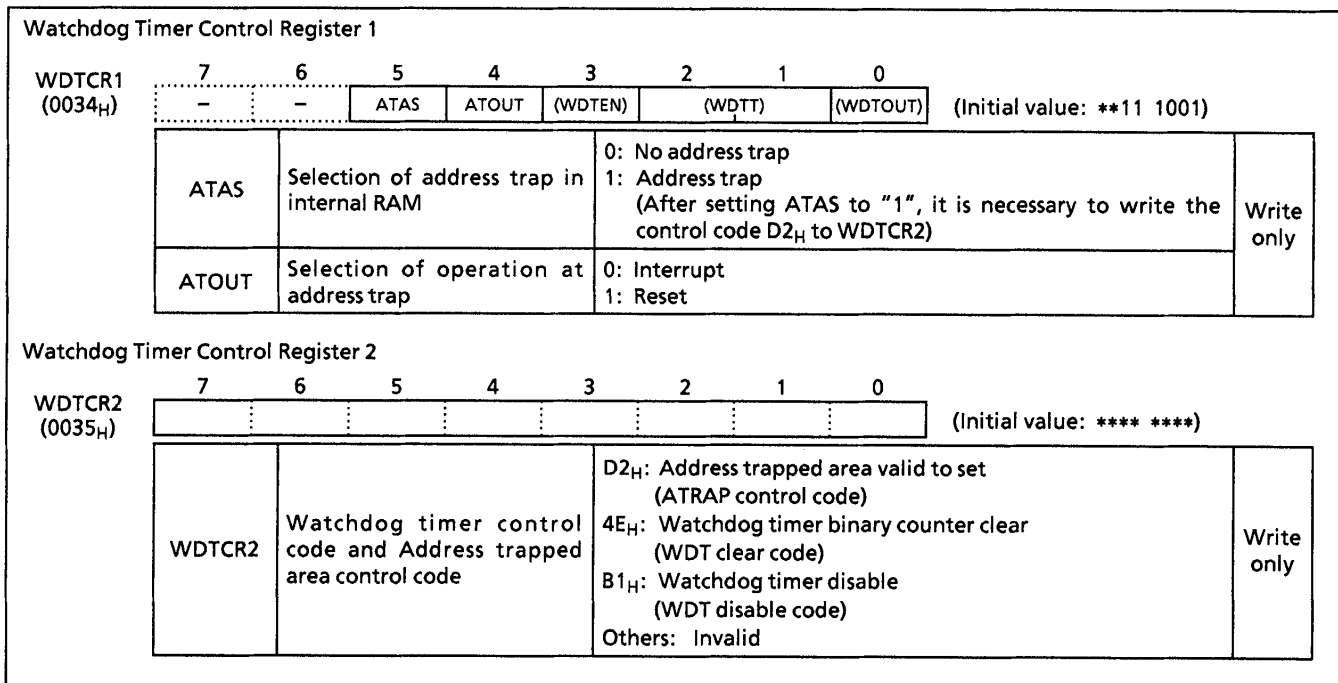 Watchdog Timer Control Register 1
7 6 5 4 3 2 1 0
WDTCR1
(0034H)
– – ATAS ATOUT (WDTEN) (WDTT) (WDTOUT) (Initial value: **11 1001)
ATAS
Selection of address trap in
internal RAM
0: No address trap
1: Address trap
(After setting ATAS to "1", it is necessary to write the
control code D2H to WDTCR2)
Write
only
ATOUT
Selection of operation at
address trap
0: Interrupt
1: Reset
Watchdog Timer Control Register 2
7 6 5 4 3 2 1 0
WDTCR2
(0035H)
(Initial value: **** ****)
WDTCR2
Watchdog timer control
code and Address trapped
area control code
D2H: Address trapped area valid to set
(ATRAP control code)
4EH: Watchdog timer binary counter clear
(WDT clear code)
B1H: Watchdog timer disable
(WDT disable code)
Others: Invalid
Write
only